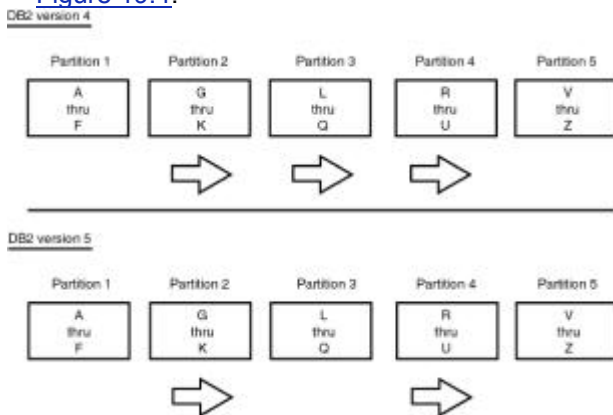 Figure 19.1.
DB2 version 4
Partition 1 Partition 2 Partition 3 Partition 4 Partition 5
A G L R V
thru thru thru thru thru
F K Q U Z
DB2 version 5
Partition 1 Partition 2 Partition 3 Partition 4 Partition 5
A G L R V
thru thru thru thru thru
F K Q U Z